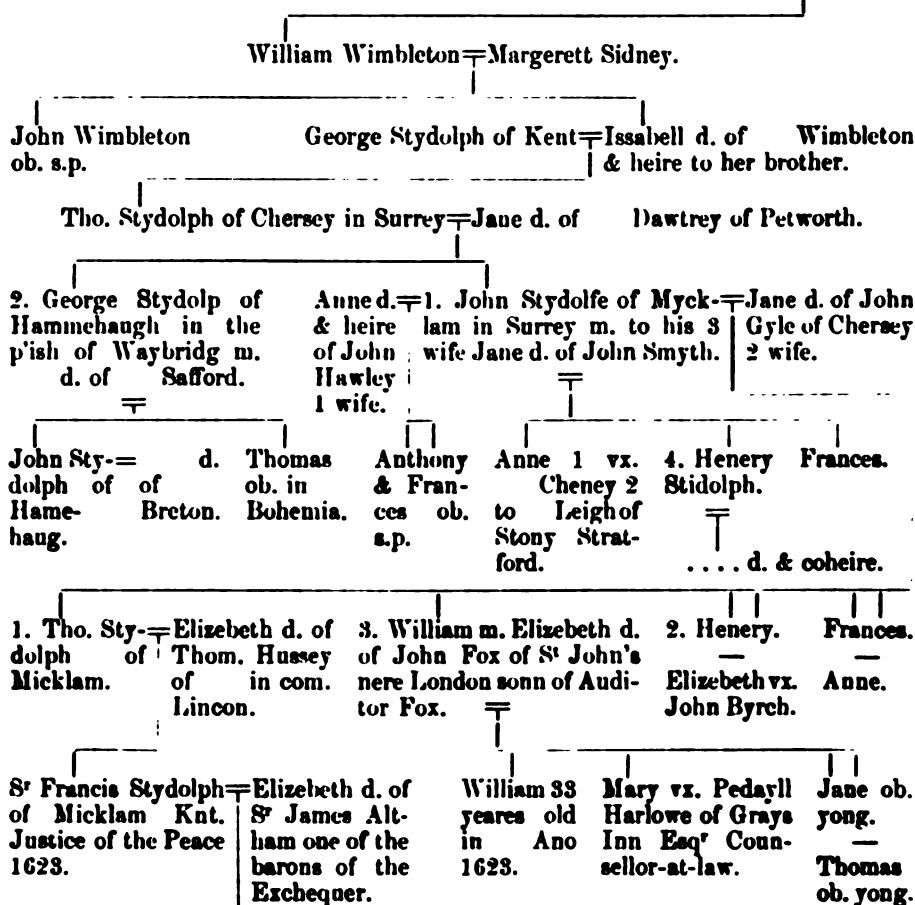 William Wimbleton=Margerett Sidney.
John Wimbleton
ob. s.p.
George Stydolph of Kent=Issabell d. of Wimbleton
& heire to her brother.
Tho. Stydolph of Chersey in Surrey=Jane d. of Dawtrey of Petworth.
2. George Stydolp of
Hammehaugh in the
p'ish of Waybridg m.
d. of Safford.
Anne d.=
& heire
of John
Hawley
1 wife.
1. John Stydolfe of Myck-=
lam in Surrey m. to his 3
wife Jane d. of John Smyth.
Jane d. of John
Gyle of Chersey
2 wife.
John Sty-=
dolph of
Hame-
haug.
d.
of
Breton.
Thomas
ob. in
Bohemia.
Anthony
& Fran-
ces ob.
s.p.
Anne 1 vx.
Cheney 2
to Leigh of
Stony Strat-
ford.
4. Henery
Stidolph.
.... d. & coheire.
Frances.
1. Tho. Sty-=
dolph of
Micklam.
Elizebeth d. of
Thom. Hussey
of in com.
Lincon.
3. William m. Elizebeth d.
of John Fox of St John's
nere London sonn of Audi-
tor Fox.
2. Henery.
—
Elizebeth vx.
John Byrch.
Frances.
—
Anne.
Sr Francis Stydolph=
of Micklam Knt.
Justice of the Peace
1623.
Elizebeth d. of
Sr James Alt-
ham one of the
barons of the
Exchequer.
William 33
yeares old
in Ano
1623.
Mary vx. Pedayll
Harlowe of Grays
Inn Esqr Coun-
sellor-at-law.
Jane ob.
yong.
—
Thomas
ob. yong.